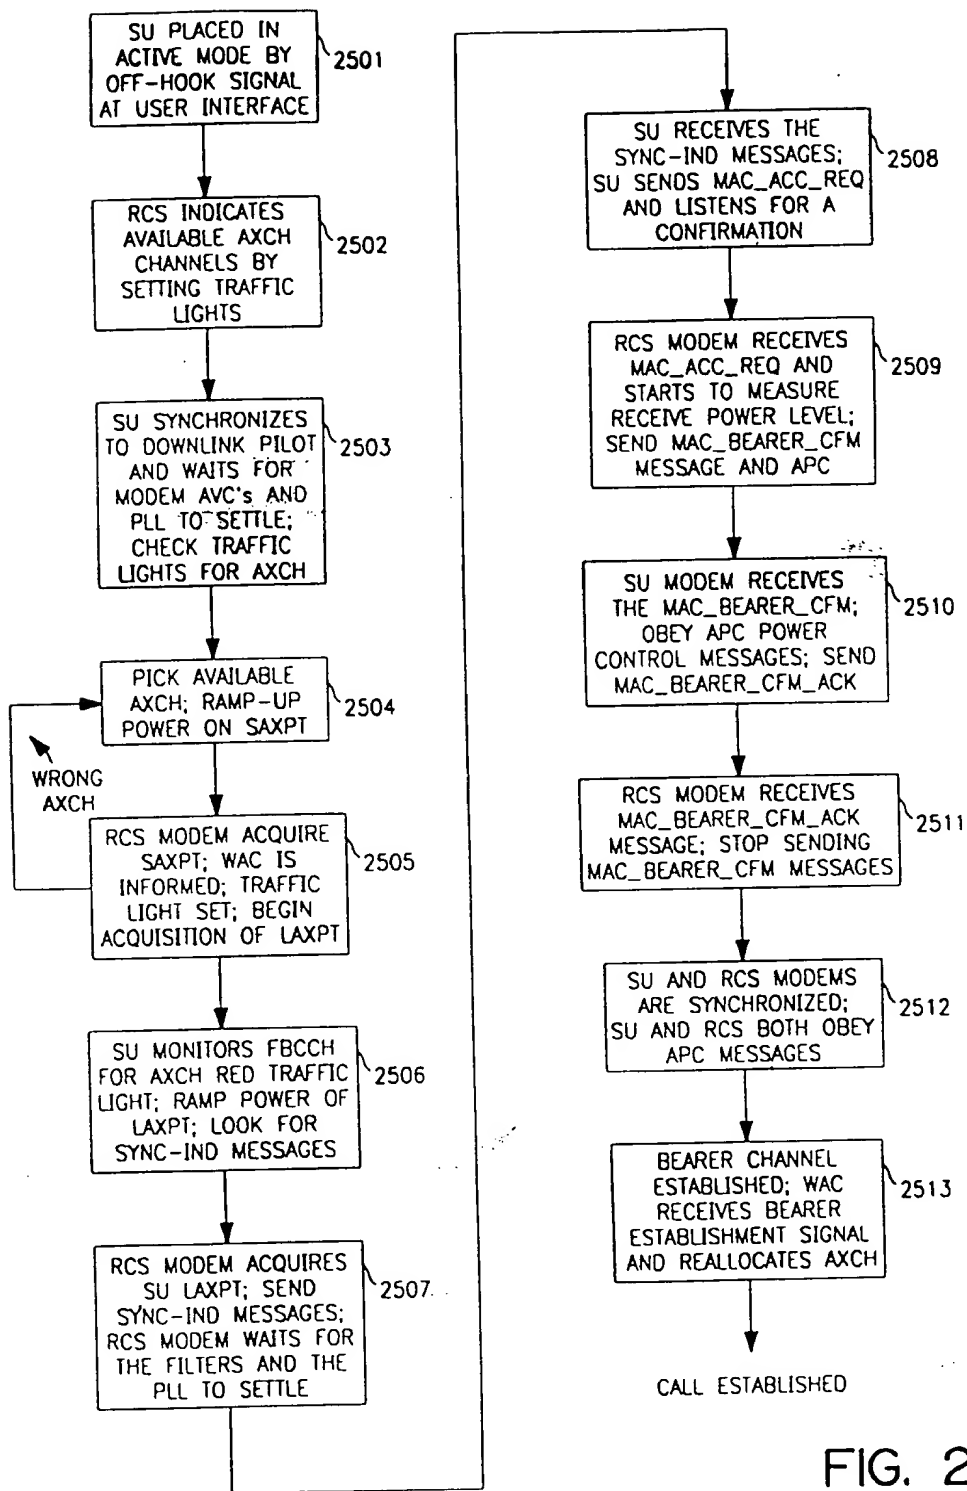 SU PLACED IN
ACTIVE MODE BY
OFF-HOOK SIGNAL
AT USER INTERFACE
2501
RCS INDICATES
AVAILABLE AXCH
CHANNELS BY
SETTING TRAFFIC
LIGHTS
2502
SU SYNCHRONIZES
TO DOWNLINK PILOT
AND WAITS FOR
MODEM AVC's AND
PLL TO SETTLE;
CHECK TRAFFIC
LIGHTS FOR AXCH
2503
PICK AVAILABLE
AXCH; RAMP-UP
POWER ON SAXPT
2504
WRONG
AXCH
RCS MODEM ACQUIRE
SAXPT; WAC IS
INFORMED; TRAFFIC
LIGHT SET; BEGIN
ACQUISITION OF LAXPT
2505
SU MONITORS FBCCH
FOR AXCH RED TRAFFIC
LIGHT; RAMP POWER OF
LAXPT; LOOK FOR
SYNC-IND MESSAGES
2506
RCS MODEM ACQUIRES
SU LAXPT; SEND
SYNC-IND MESSAGES;
RCS MODEM WAITS FOR
THE FILTERS AND THE
PLL TO SETTLE
2507
SU RECEIVES THE
SYNC-IND MESSAGES;
SU SENDS MAC_ACC_REQ
AND LISTENS FOR A
CONFIRMATION
2508
RCS MODEM RECEIVES
MAC_ACC_REQ AND
STARTS TO MEASURE
RECEIVE POWER LEVEL;
SEND MAC_BEARER_CFM
MESSAGE AND APC
2509
SU MODEM RECEIVES
THE MAC_BEARER_CFM;
OBEY APC POWER
CONTROL MESSAGES; SEND
MAC_BEARER_CFM_ACK
2510
RCS MODEM RECEIVES
MAC_BEARER_CFM_ACK
MESSAGE; STOP SENDING
MAC_BEARER_CFM MESSAGES
2511
SU AND RCS MODEMS
ARE SYNCHRONIZED;
SU AND RCS BOTH OBEY
APC MESSAGES
2512
BEARER CHANNEL
ESTABLISHED; WAC
RECEIVES BEARER
ESTABLISHMENT SIGNAL
AND REALLOCATES AXCH
2513
CALL ESTABLISHED
FIG. 2